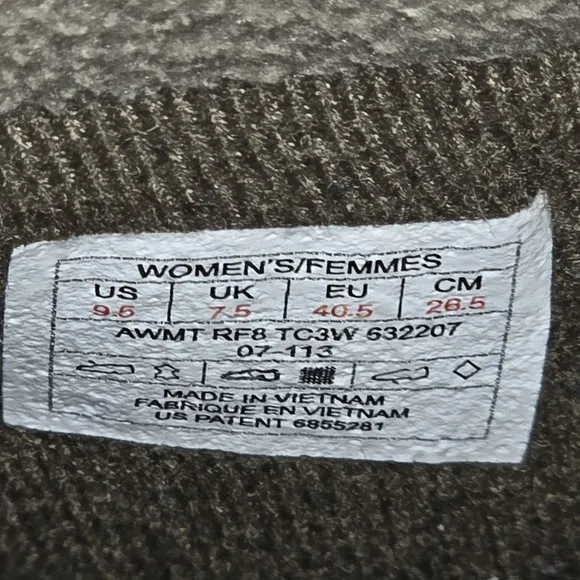 WOMEN'S/FEMMES
US UK EU CM
9.5 7.5 40.5 26.5
AWMT RF8 TC3W 632207
07-113
MADE IN VIETNAM
FABRIQUE EN VIETNAM
US PATENT 6855281